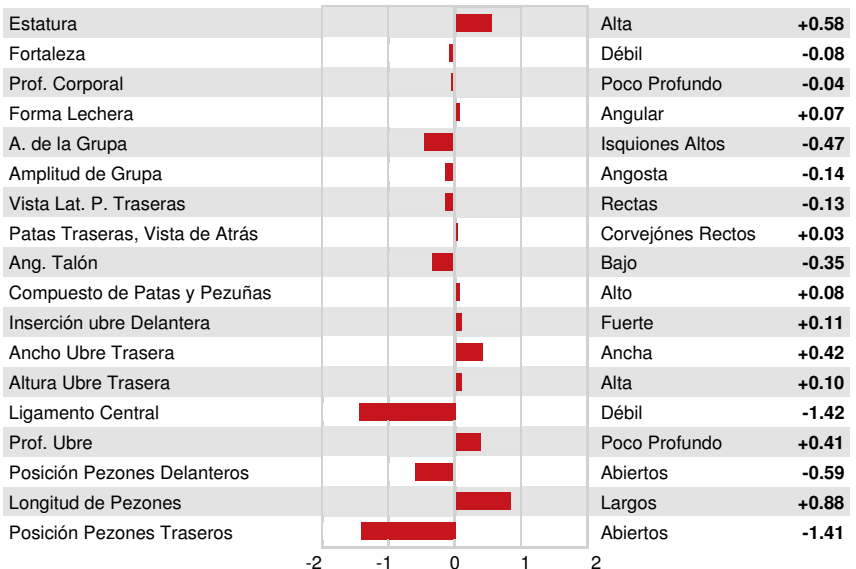 Estatura Alta +0.58
Fortaleza Débil -0.08
Prof. Corporal Poco Profundo -0.04
Forma Lechera Angular +0.07
A. de la Grupa Isquiones Altos -0.47
Amplitud de Grupa Angosta -0.14
Vista Lat. P. Traseras Rectas -0.13
Patas Traseras, Vista de Atrás Corvejónes Rectos +0.03
Ang. Talón Bajo -0.35
Compuesto de Patas y Pezuñas Alto +0.08
Inserción ubre Delantera Fuerte +0.11
Ancho Ubre Trasera Ancha +0.42
Altura Ubre Trasera Alta +0.10
Ligamento Central Débil -1.42
Prof. Ubre Poco Profundo +0.41
Posición Pezones Delanteros Abiertos -0.59
Longitud de Pezones Largos +0.88
Posición Pezones Traseros Abiertos -1.41
-2 -1 0 1 2